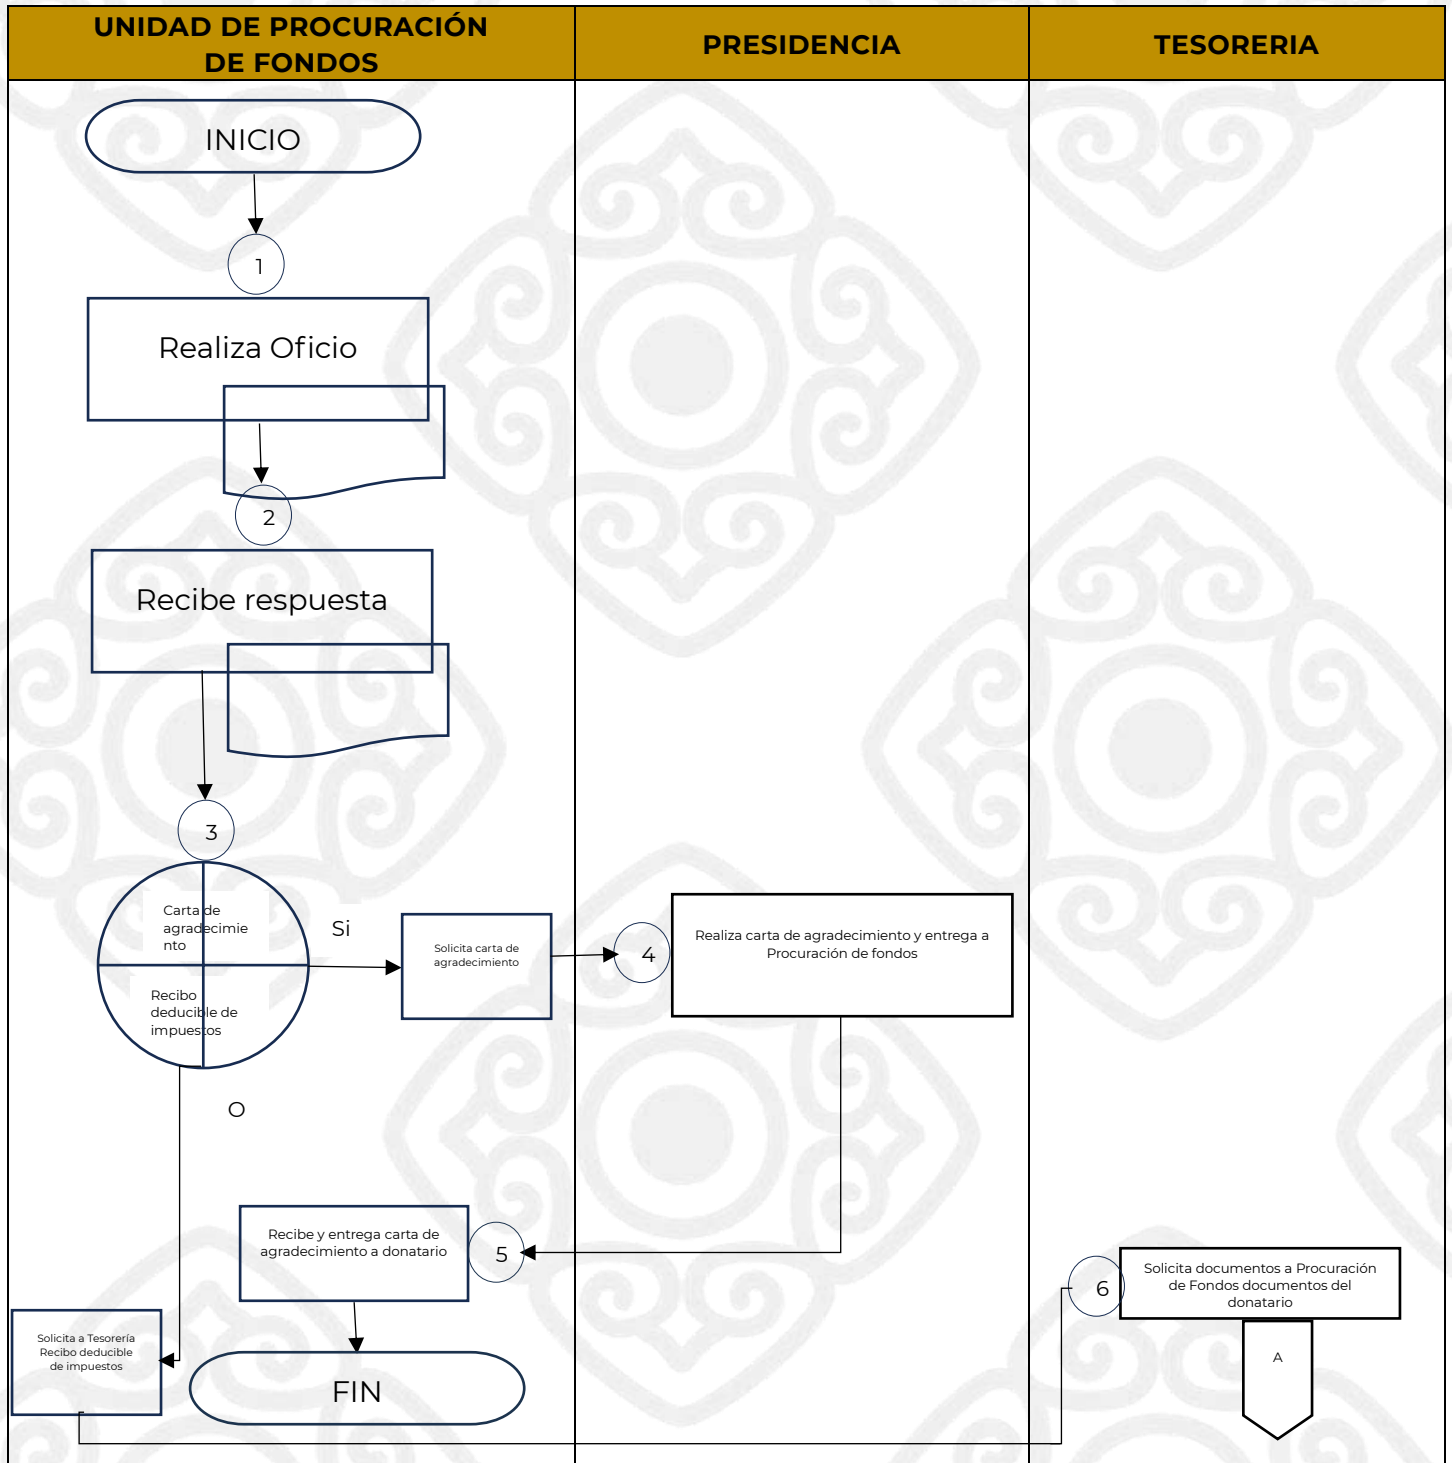 UNIDAD DE PROCURACIÓN
DE FONDOS
PRESIDENCIA
TESORERIA
INICIO
1
Realiza Oficio
2
Recibe respuesta
3
Carta de
agradecimie
nto
Recibo
deducible de
impuestos
Si
Solicita carta de
agradecimiento
4
Realiza carta de agradecimiento y entrega a
Procuración de fondos
O
Recibe y entrega carta de
agradecimiento a donatario
5
6
Solicita documentos a Procuración
de Fondos documentos del
donatario
Solicita a Tesorería
Recibo deducible
de impuestos
A
FIN